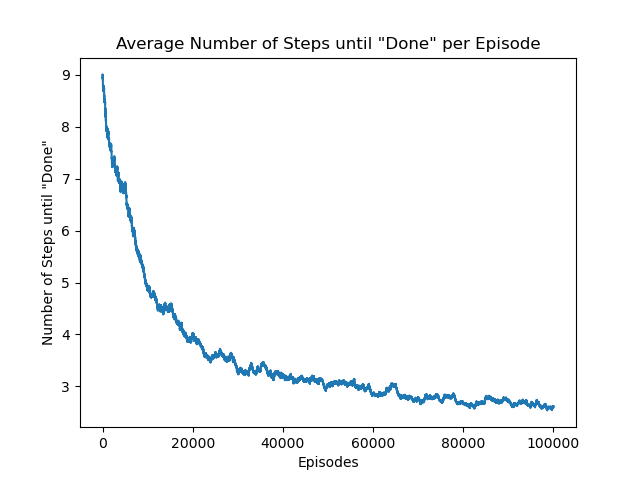 Average Number of Steps until "Done" per Episode
Number of Steps until "Done"
9
8
7
6
5
4
3
0 20000 40000 60000 80000 100000
Episodes